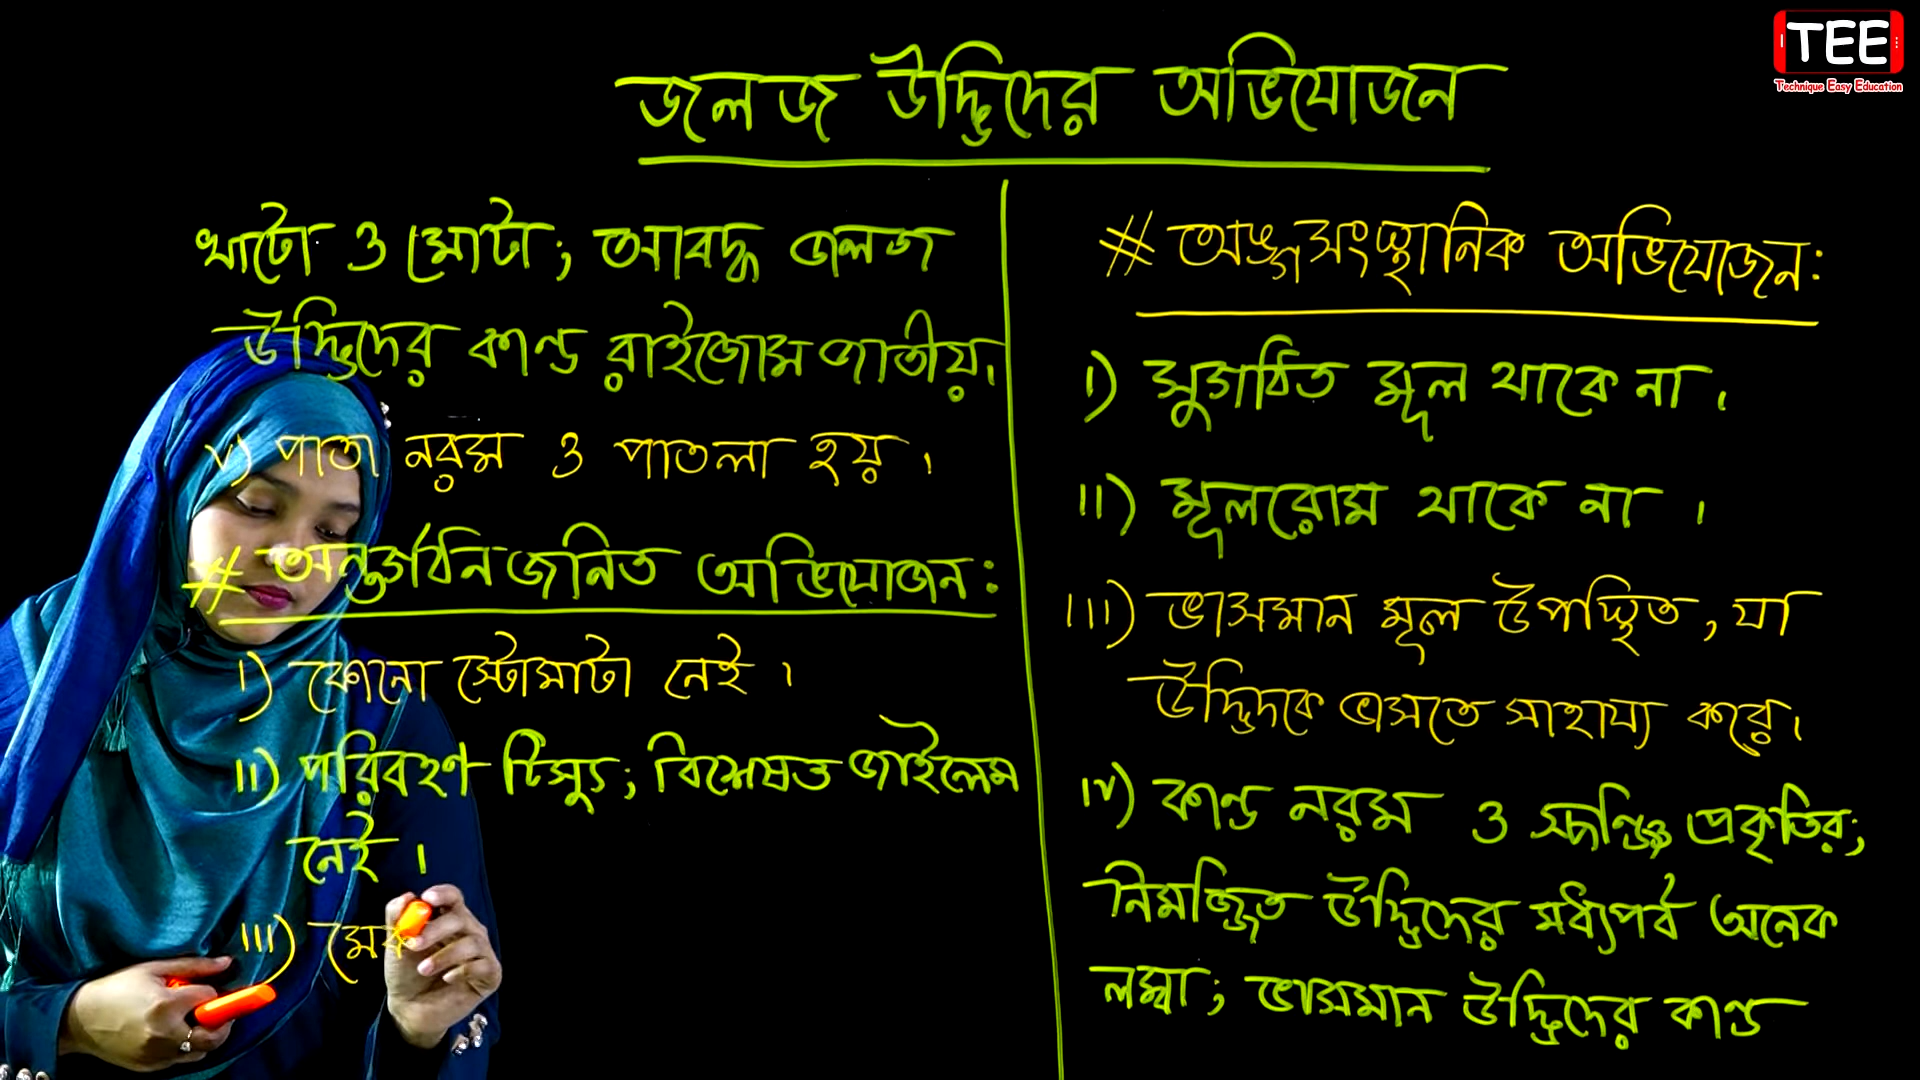 TEE
Technique Easy Education
জলজ উদ্ভিদের অভিযোজন
# অঙ্গসংস্থানিক অভিযোজন:
i) সুগঠিত মূল থাকে না।
ii) মূলরোম থাকে না।
iii) ভাসমান মূল উপস্থিত, যা
উদ্ভিদকে ভাসতে সাহায্য করে।
iv) কান্ড নরম ও স্পঞ্জি প্রকৃতির;
নিমজ্জিত উদ্ভিদের মধ্যপর্ব অনেক
লম্বা; ভাসমান উদ্ভিদের কান্ড
খাটো ও মোটা; আবদ্ধ জলজ
উদ্ভিদের কান্ড রাইজোম জাতীয়।
v) পাতা নরম ও পাতলা হয়।
# অন্তর্গঠনিজনিত অভিযোজন:
i) কোনো স্টোমাটা নেই।
ii) পরিবহণ টিস্যু; বিশেষত জাইলেম
নেই।
iii)